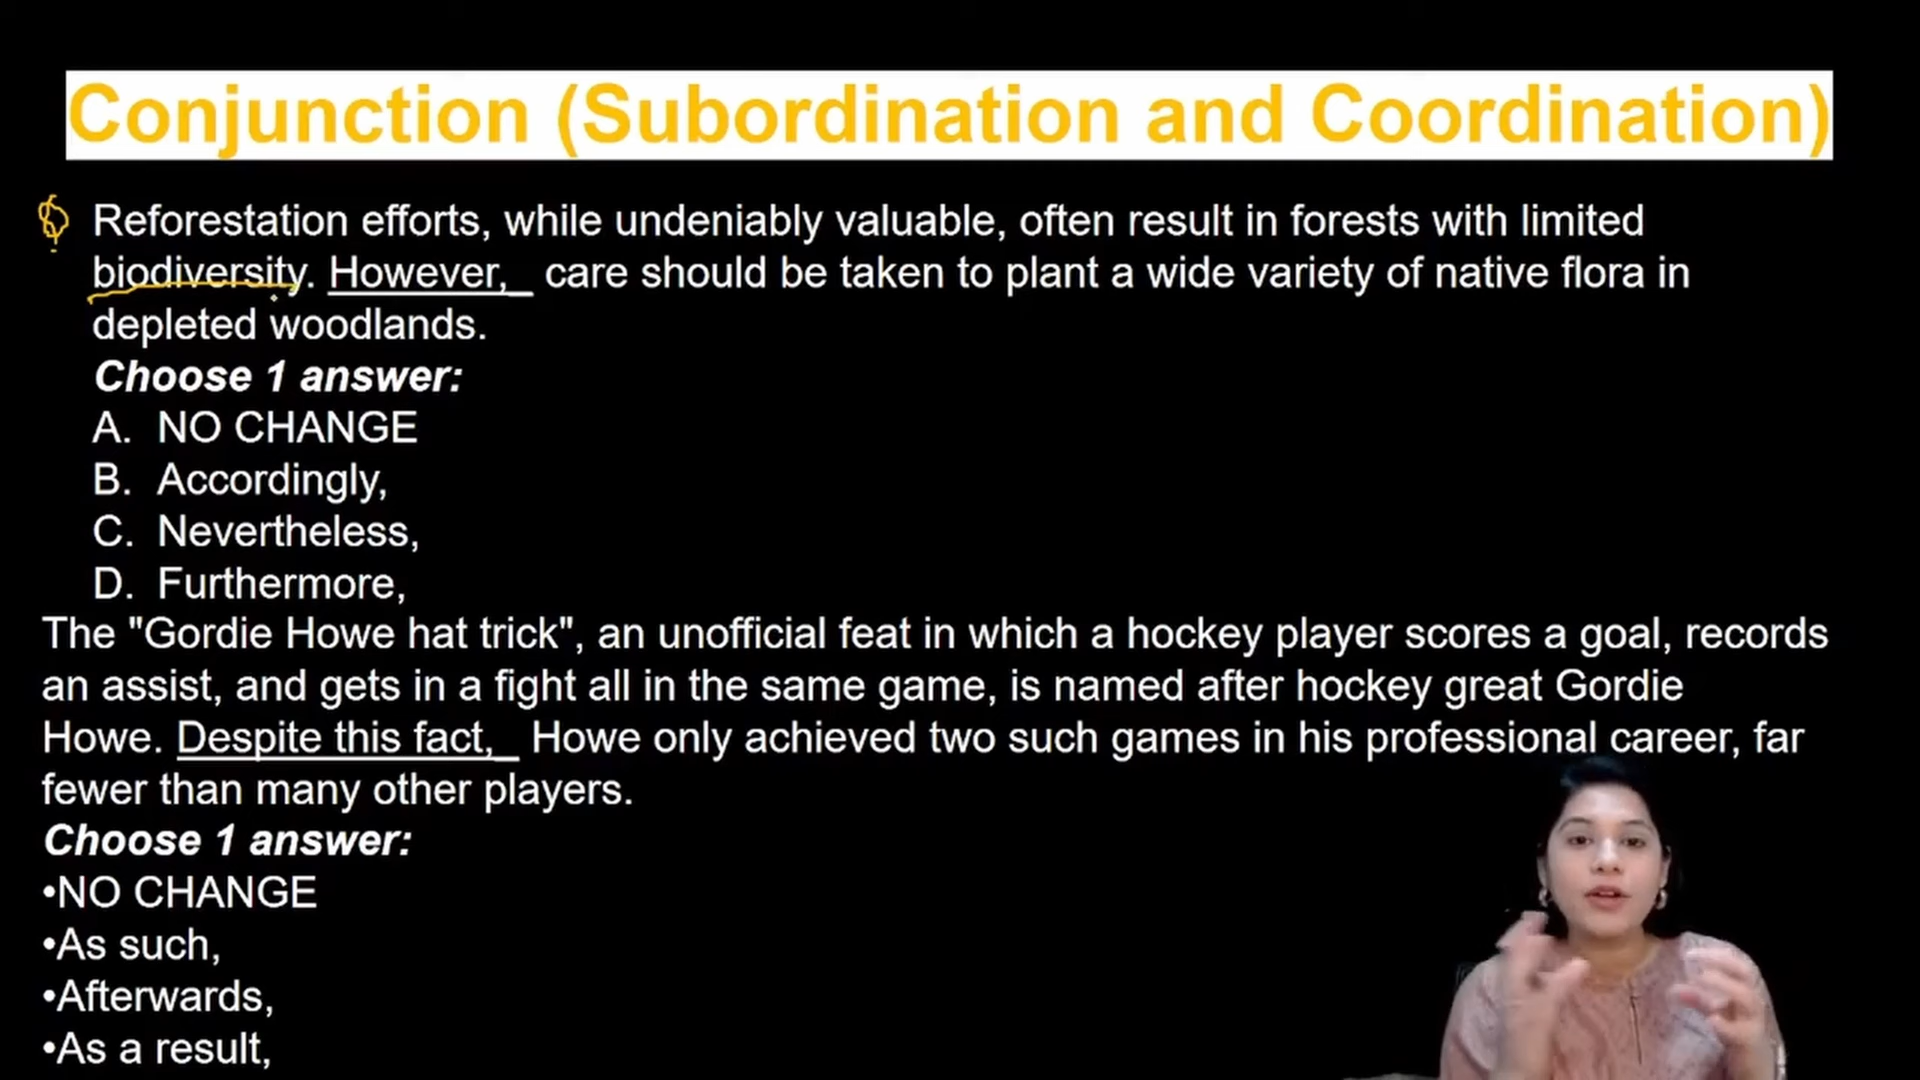 Conjunction (Subordination and Coordination)
Reforestation efforts, while undeniably valuable, often result in forests with limited
biodiversity. However,_ care should be taken to plant a wide variety of native flora in
depleted woodlands.
Choose 1 answer:
A. NO CHANGE
B. Accordingly,
C. Nevertheless,
D. Furthermore,
The "Gordie Howe hat trick", an unofficial feat in which a hockey player scores a goal, records
an assist, and gets in a fight all in the same game, is named after hockey great Gordie
Howe. Despite this fact,_ Howe only achieved two such games in his professional career, far
fewer than many other players.
Choose 1 answer:
•NO CHANGE
•As such,
•Afterwards,
•As a result,